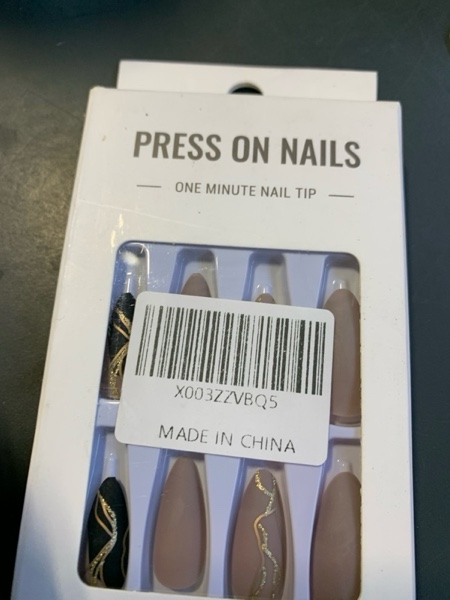 PRESS ON NAILS
ONE MINUTE NAIL TIP
X003ZZVBQ5
MADE IN CHINA